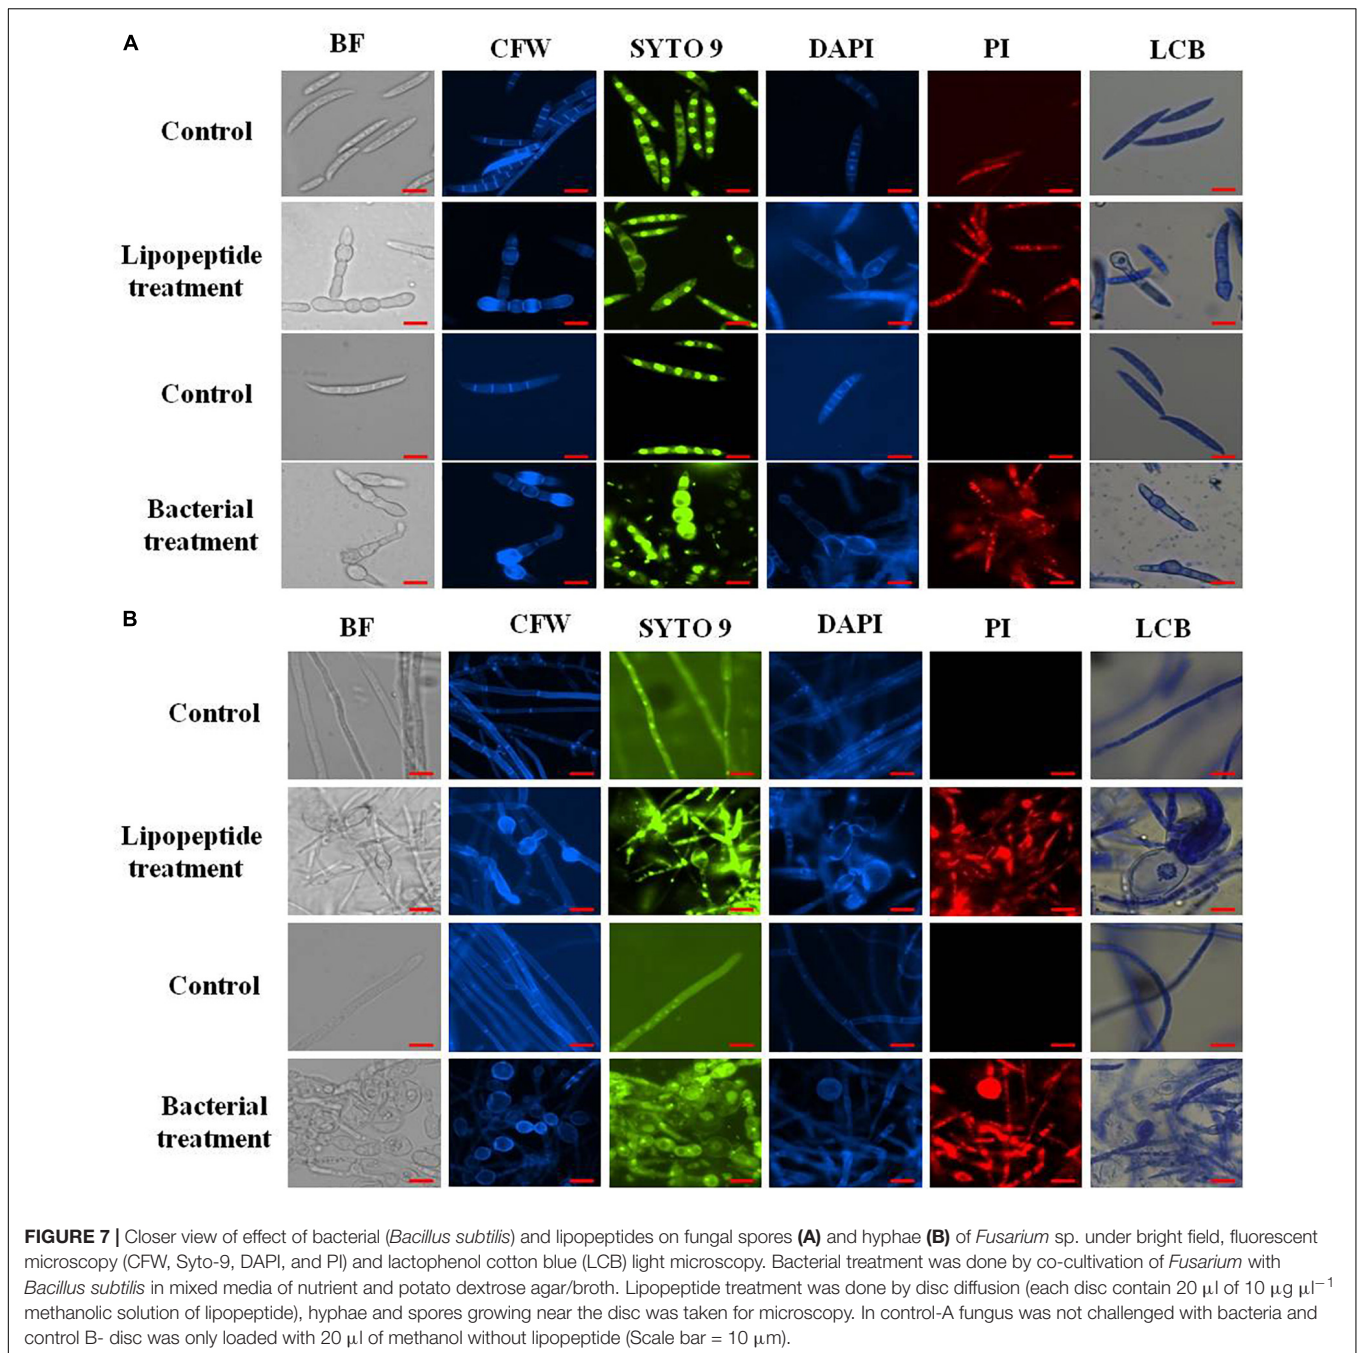 A
BF CFW SYTO 9 DAPI PI LCB
Control
Lipopeptide
treatment
Control
Bacterial
treatment
B
BF CFW SYTO 9 DAPI PI LCB
Control
Lipopeptide
treatment
Control
Bacterial
treatment
FIGURE 7 | Closer view of effect of bacterial (Bacillus subtilis) and lipopeptides on fungal spores (A) and hyphae (B) of Fusarium sp. under bright field, fluorescent
microscopy (CFW, Syto-9, DAPI, and PI) and lactophenol cotton blue (LCB) light microscopy. Bacterial treatment was done by co-cultivation of Fusarium with
Bacillus subtilis in mixed media of nutrient and potato dextrose agar/broth. Lipopeptide treatment was done by disc diffusion (each disc contain 20 μl of 10 μg μl⁻¹
methanolic solution of lipopeptide), hyphae and spores growing near the disc was taken for microscopy. In control-A fungus was not challenged with bacteria and
control B- disc was only loaded with 20 μl of methanol without lipopeptide (Scale bar = 10 μm).